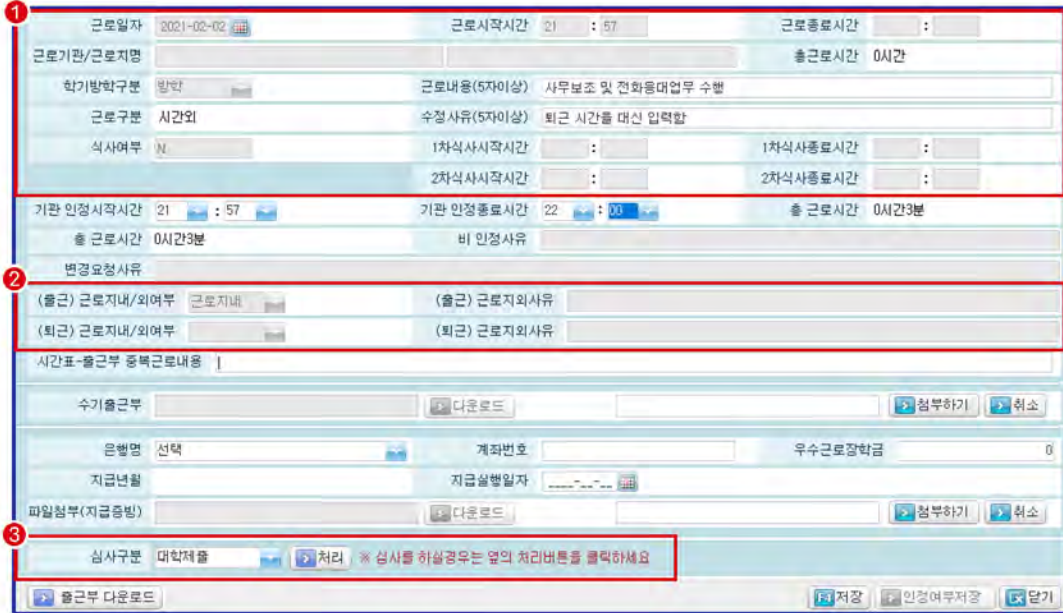 1
근로일자 2021-02-02 근로시작시간 21 : 57 근로종료시간 :
근로기관/근로지명 총근로시간 0시간
학기방학구분 방학 근로내용(5자이상) 사무보조 및 전화응대업무 수행
근로구분 시간외 수정사유(5자이상) 퇴근 시간를 대신 입력함
식사여부 N 1차식사시작시간 : 1차식사종료시간 :
2차식사시작시간 : 2차식사종료시간 :
기관 인정시작시간 21 : 57 기관 인정종료시간 22 : 00 총 근로시간 0시간3분
총 근로시간 0시간3분 비 인정사유
변경요청사유
2
(출근) 근로지내/외여부 근로지내 (출근) 근로지외사유
(퇴근) 근로지내/외여부 (퇴근) 근로지외사유
시간표-출근부 중복근로내용
수기출근부 다운로드 첨부하기 취소
은행명 선택 계좌번호 우수근로장학금 0
지급년월 지급실행일자 ____-__-__
파일첨부(지급증빙) 다운로드 첨부하기 취소
3
심사구분 대학제출 처리 ※ 심사를 하실경우는 옆의 처리버튼을 클릭하세요
출근부 다운로드 저장 인정여부저장 닫기